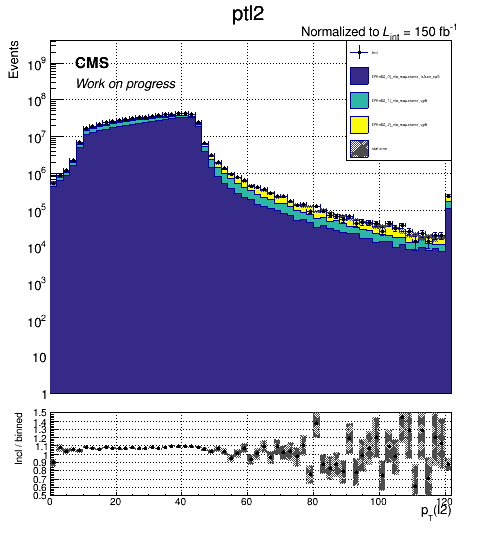 ptl2
Normalized to L_int = 150 fb^-1
Events
CMS
Work on progress
10^9
10^8
10^7
10^6
10^5
10^4
10^3
10^2
10
1
Incl / binned
1.5
1.4
1.3
1.2
1.1
1
0.9
0.8
0.7
0.6
0.5
0 20 40 60 80 100 120
p_T(l2)